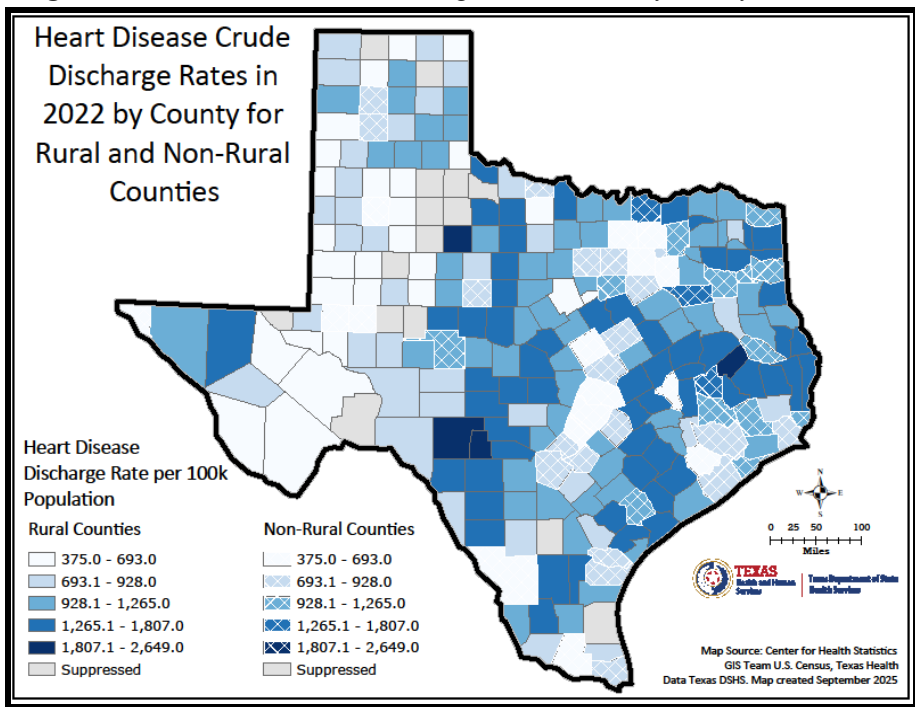 Heart Disease Crude
Discharge Rates in
2022 by County for
Rural and Non-Rural
Counties
Heart Disease
Discharge Rate per 100k
Population
Rural Counties
375.0 - 693.0
693.1 - 928.0
928.1 - 1,265.0
1,265.1 - 1,807.0
1,807.1 - 2,649.0
Suppressed
Non-Rural Counties
375.0 - 693.0
693.1 - 928.0
928.1 - 1,265.0
1,265.1 - 1,807.0
1,807.1 - 2,649.0
Suppressed
N
W E
S
0 25 50 100
Miles
TEXAS
Health and Human
Services
Texas Department of State
Health Services
Map Source: Center for Health Statistics
GIS Team U.S. Census, Texas Health
Data Texas DSHS. Map created September 2025